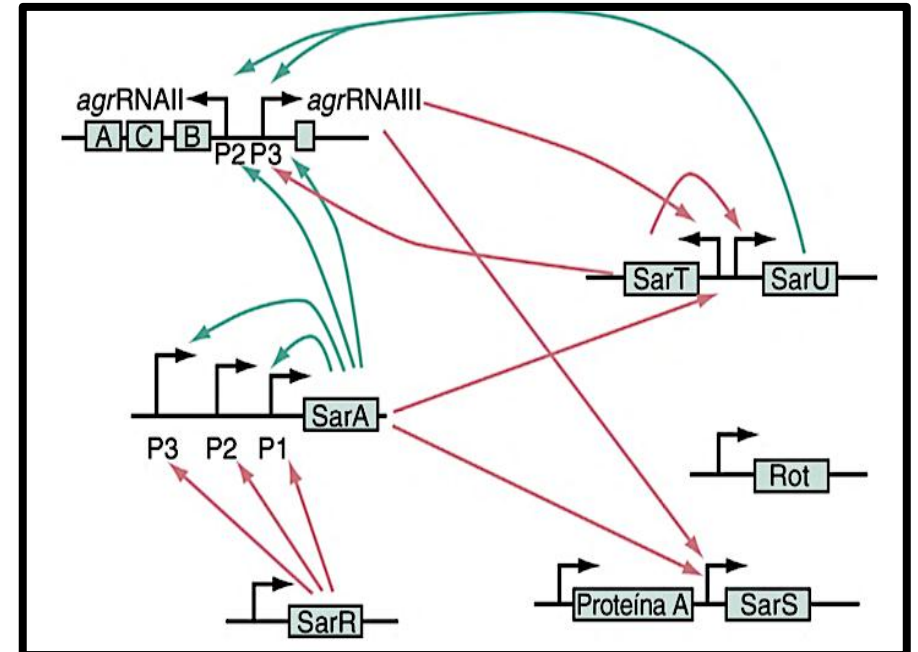 agrRNAII
agrRNAIII
A C B
P2 P3
SarT
SarU
SarA
P3 P2 P1
Rot
Proteína A
SarS
SarR